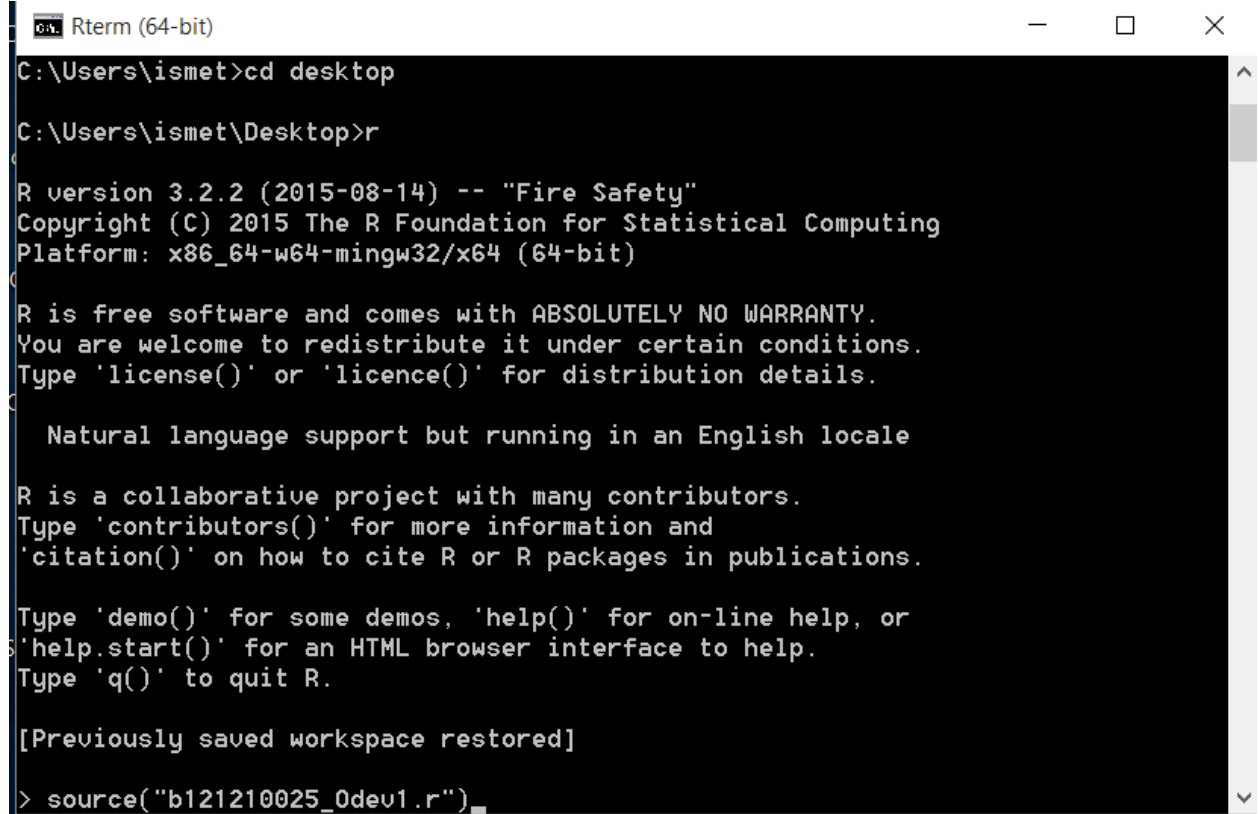 Rterm (64-bit)
C:\Users\ismet>cd desktop
C:\Users\ismet\Desktop>r
R version 3.2.2 (2015-08-14) -- "Fire Safety"
Copyright (C) 2015 The R Foundation for Statistical Computing
Platform: x86_64-w64-mingw32/x64 (64-bit)
R is free software and comes with ABSOLUTELY NO WARRANTY.
You are welcome to redistribute it under certain conditions.
Type 'license()' or 'licence()' for distribution details.
Natural language support but running in an English locale
R is a collaborative project with many contributors.
Type 'contributors()' for more information and
'citation()' on how to cite R or R packages in publications.
Type 'demo()' for some demos, 'help()' for on-line help, or
'help.start()' for an HTML browser interface to help.
Type 'q()' to quit R.
[Previously saved workspace restored]
> source("b121210025_Odev1.r")